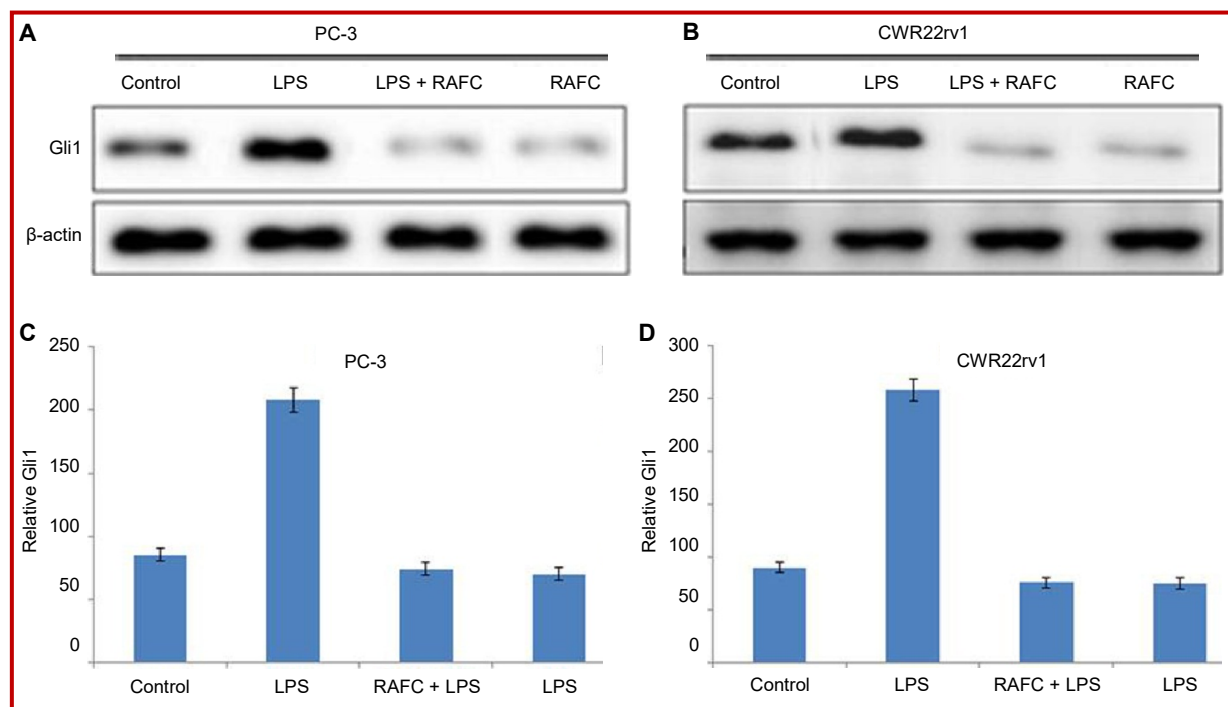 A
PC-3
Control LPS LPS + RAFC RAFC
Gli1
β-actin
B
CWR22rv1
Control LPS LPS + RAFC RAFC
C
PC-3
Relative Gli1
250
200
150
100
50
0
Control LPS RAFC + LPS LPS
D
CWR22rv1
Relative Gli1
300
250
200
150
100
50
0
Control LPS RAFC + LPS LPS